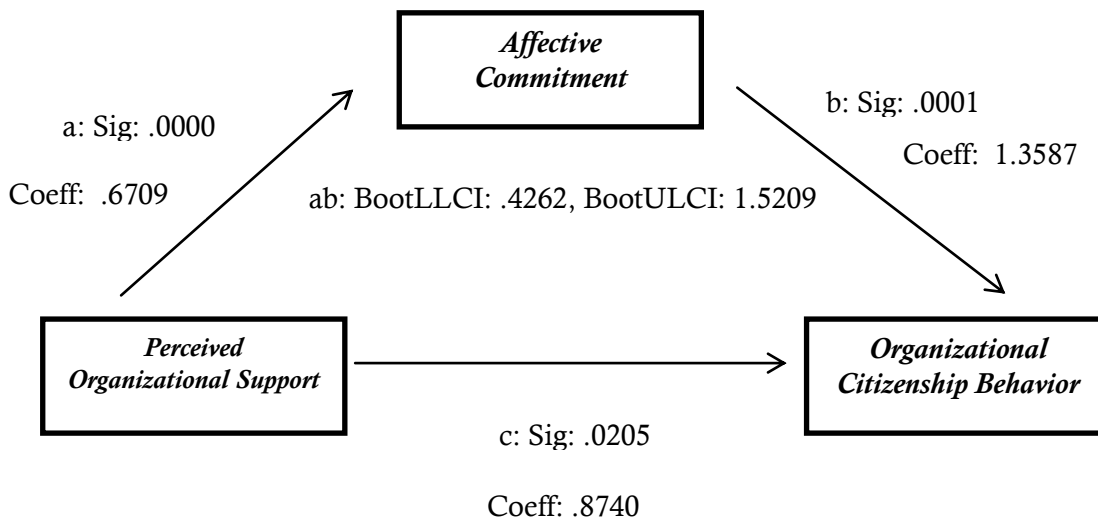 Affective
Commitment
a: Sig: .0000
Coeff: .6709
b: Sig: .0001
Coeff: 1.3587
ab: BootLLCI: .4262, BootULCI: 1.5209
Perceived
Organizational Support
Organizational
Citizenship Behavior
c: Sig: .0205
Coeff: .8740